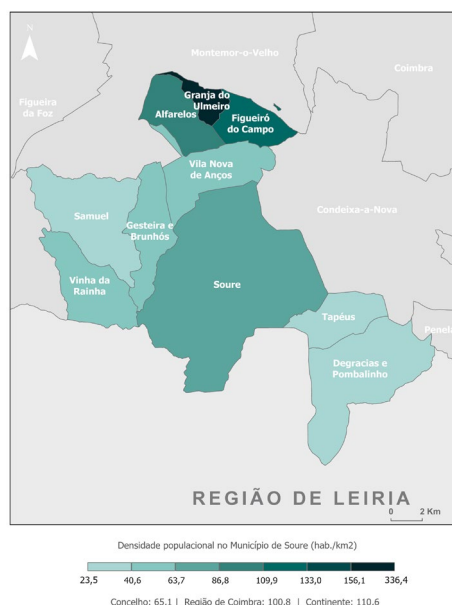 N
Montemor-o-Velho
Coimbra
Figueira
da Foz
Granja do
Ulmeiro
Alfarelos
Figueiró
do Campo
Vila Nova
de Anços
Condeixa-a-Nova
Samuel
Gesteira e
Brunhós
Vinha da
Rainha
Soure
Tapéus
Penela
Degracias e
Pombalinho
REGIÃO DE LEIRIA
0 2 Km
Densidade populacional no Município de Soure (hab./km2)
23,5 40,6 63,7 86,8 109,9 133,0 156,1 336,4
Concelho: 65,1 | Região de Coimbra: 100,8 | Continente: 110,6